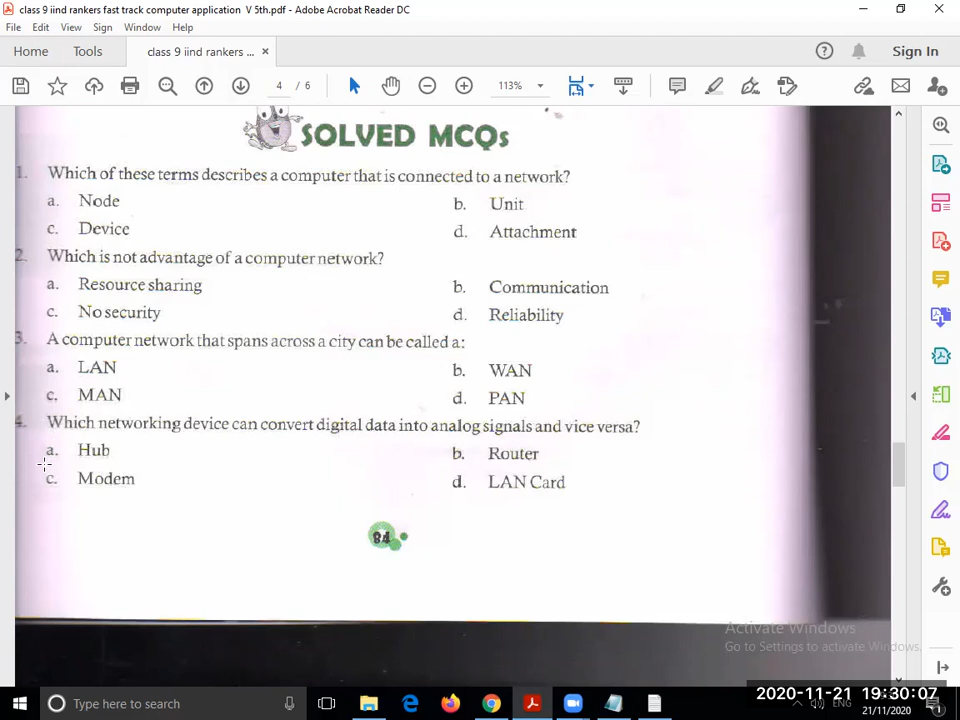 class 9 iind rankers fast track computer application V 5th.pdf - Adobe Acrobat Reader DC
File Edit View Sign Window Help
Home Tools class 9 iind rankers ... × Sign In
4 / 6 113%
SOLVED MCQs
1. Which of these terms describes a computer that is connected to a network?
a. Node b. Unit
c. Device d. Attachment
2. Which is not advantage of a computer network?
a. Resource sharing b. Communication
c. No security d. Reliability
3. A computer network that spans across a city can be called a:
a. LAN b. WAN
c. MAN d. PAN
4. Which networking device can convert digital data into analog signals and vice versa?
a. Hub b. Router
c. Modem d. LAN Card
84
Activate Windows
Go to Settings to activate Windows.
Type here to search
2020-11-21 19:30:07
ENG
21/11/2020
1